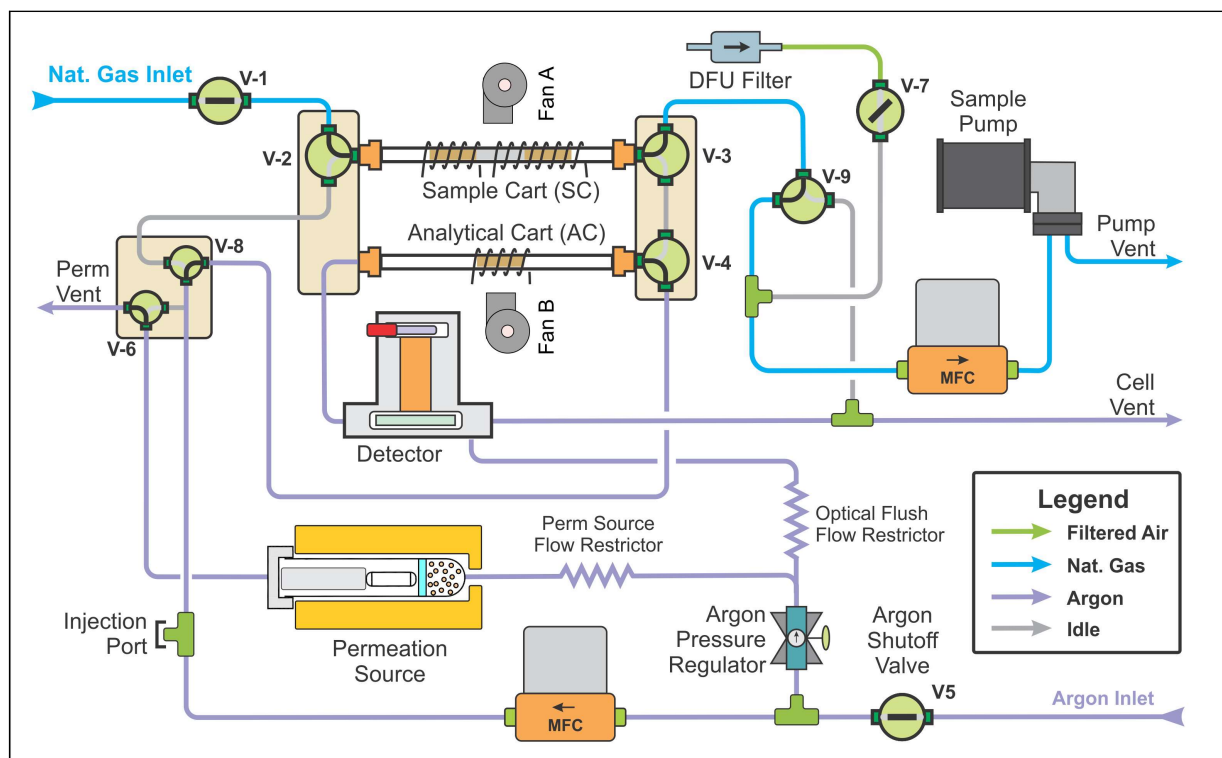 Nat. Gas Inlet
V-1
Fan A
DFU Filter
V-7
Sample
Pump
V-2
V-3
Sample Cart (SC)
V-9
Analytical Cart (AC)
V-8
V-4
Pump
Vent
Perm
Vent
V-6
Fan B
MFC
Cell
Vent
Detector
Legend
Filtered Air
Nat. Gas
Argon
Idle
Perm Source
Flow Restrictor
Optical Flush
Flow Restrictor
Injection
Port
Permeation
Source
Argon
Pressure
Regulator
Argon
Shutoff
Valve
V5
Argon Inlet
MFC